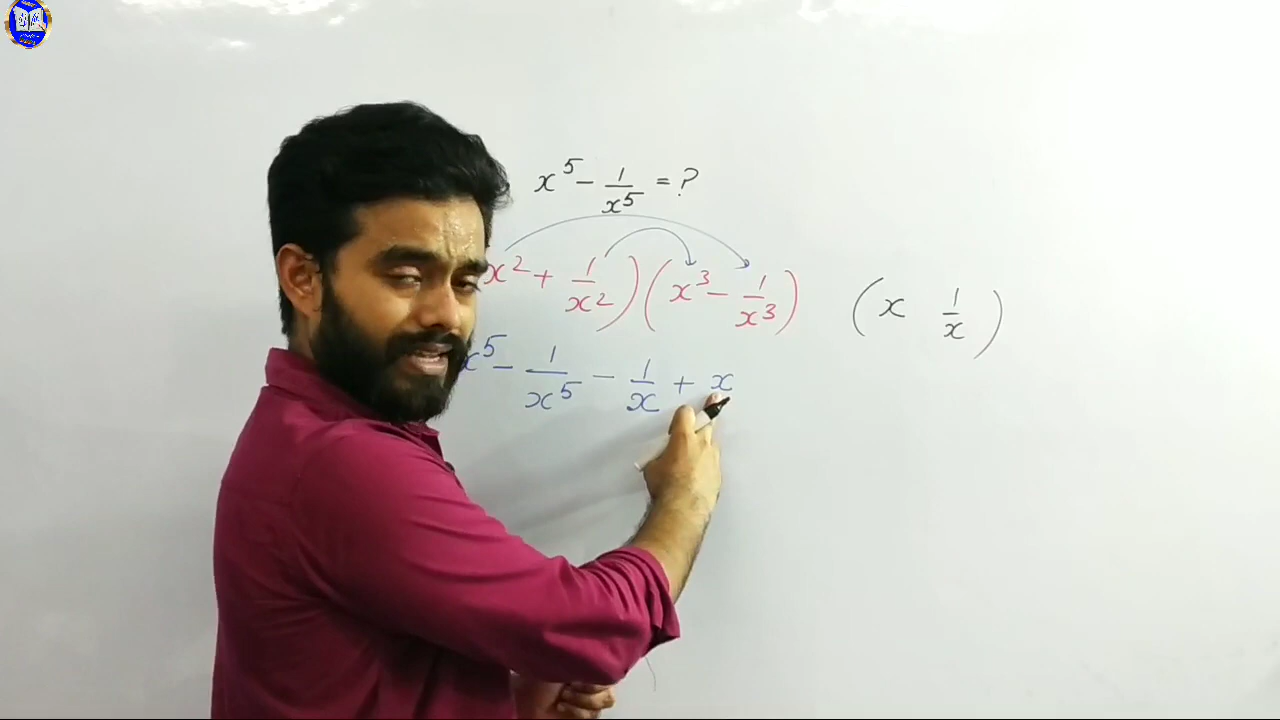 x⁵ - 1/x⁵ = ?
x² + 1/x²)(x³ - 1/x³) (x 1/x)
x⁵ - 1/x⁵ - 1/x + x